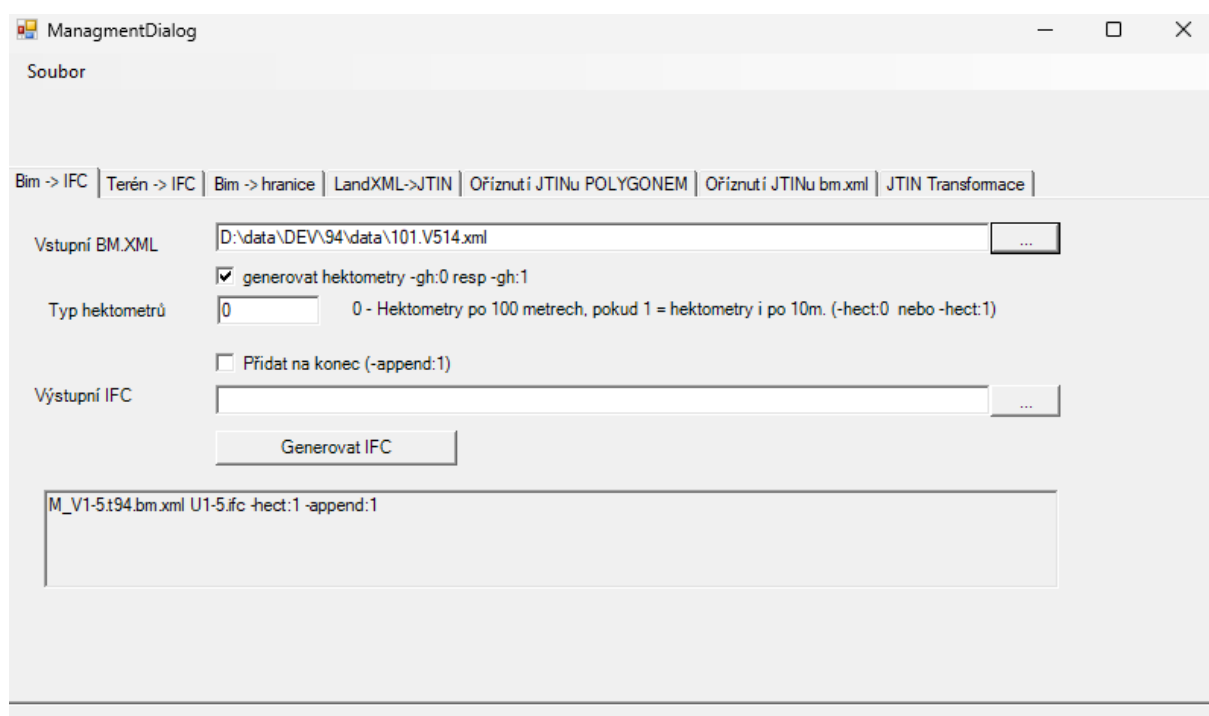 ManagmentDialog
Soubor
Bim -> IFC Terén -> IFC Bim -> hranice LandXML->JTIN Oříznutí JTINu POLYGONEM Oříznutí JTINu bm.xml JTIN Transformace
Vstupní BM.XML D:\data\DEV\94\data\101.V514.xml ...
generovat hektometry -gh:0 resp -gh:1
Typ hektometrů 0 0 - Hektometry po 100 metrech, pokud 1 = hektometry i po 10m. (-hect:0 nebo -hect:1)
Přidat na konec (-append:1)
Výstupní IFC ...
Generovat IFC
M_V1-5.t94.bm.xml U1-5.ifc -hect:1 -append:1